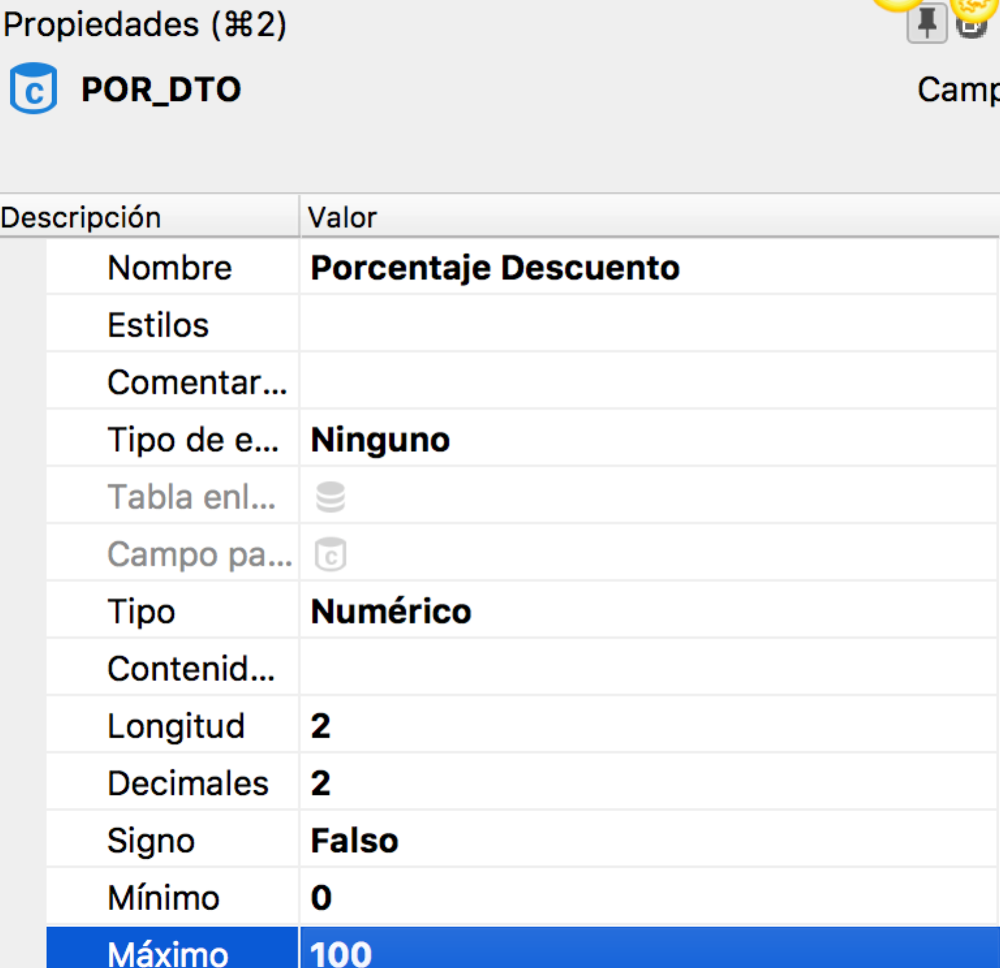 Propiedades (⌘2)
c POR_DTO Camp
Descripción Valor
Nombre Porcentaje Descuento
Estilos
Comentar...
Tipo de e... Ninguno
Tabla enl...
Campo pa... c
Tipo Numérico
Contenid...
Longitud 2
Decimales 2
Signo Falso
Mínimo 0
Máximo 100